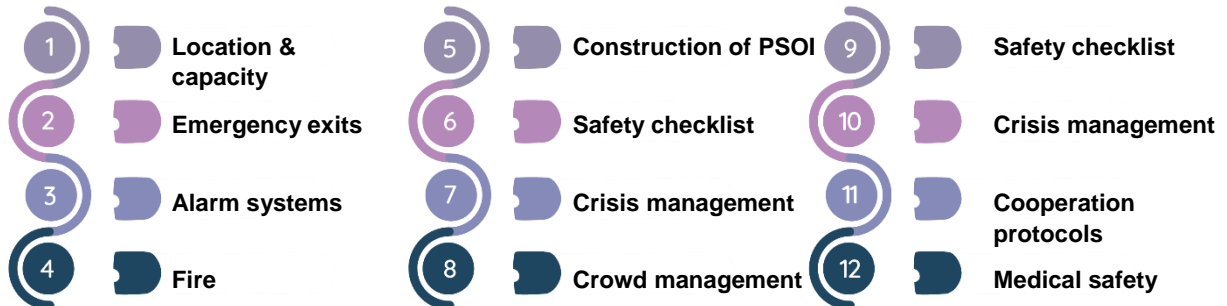 1
Location &
capacity
2
Emergency exits
3
Alarm systems
4
Fire
5
Construction of PSOI
6
Safety checklist
7
Crisis management
8
Crowd management
9
Safety checklist
10
Crisis management
11
Cooperation
protocols
12
Medical safety